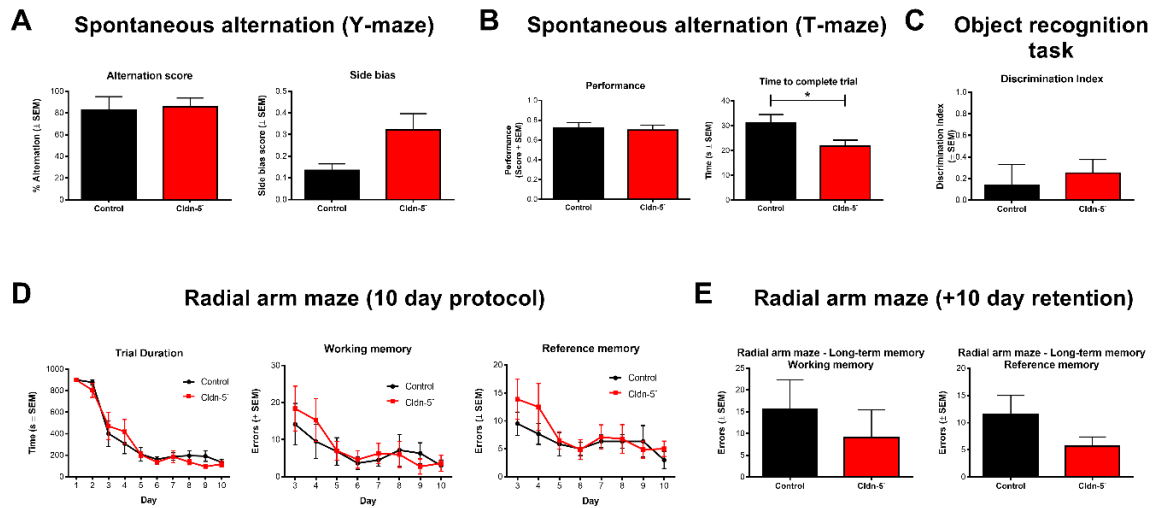 A
Spontaneous alternation (Y-maze)
Alternation score
% Alternation (± SEM)
100
80
60
40
20
0
Control
Cldn-5-
Side bias
Side bias score (± SEM)
0.5
0.4
0.3
0.2
0.1
0.0
Control
Cldn-5-
B
Spontaneous alternation (T-maze)
Performance
Performance
(Score + SEM)
1.0
0.8
0.6
0.4
0.2
0.0
Control
Cldn-5-
Time to complete trial
Time (s ± SEM)
40
30
20
10
0
*
Control
Cldn-5-
C
Object recognition
task
Discrimination Index
Discrimination Index
(± SEM)
1.0
0.8
0.6
0.4
0.2
0.0
Control
Cldn-5-
D
Radial arm maze (10 day protocol)
Trial Duration
Time (s ± SEM)
1000
800
600
400
200
0
1 2 3 4 5 6 7 8 9 10
Day
Control
Cldn-5-
Working memory
Errors (+ SEM)
30
20
10
0
3 4 5 6 7 8 9 10
Day
Control
Cldn-5-
Reference memory
Errors (± SEM)
20
15
10
5
0
3 4 5 6 7 8 9 10
Day
Control
Cldn-5-
E
Radial arm maze (+10 day retention)
Radial arm maze - Long-term memory
Working memory
Errors (± SEM)
25
20
15
10
5
0
Control
Cldn-5-
Radial arm maze - Long-term memory
Reference memory
Errors (± SEM)
20
15
10
5
0
Control
Cldn-5-